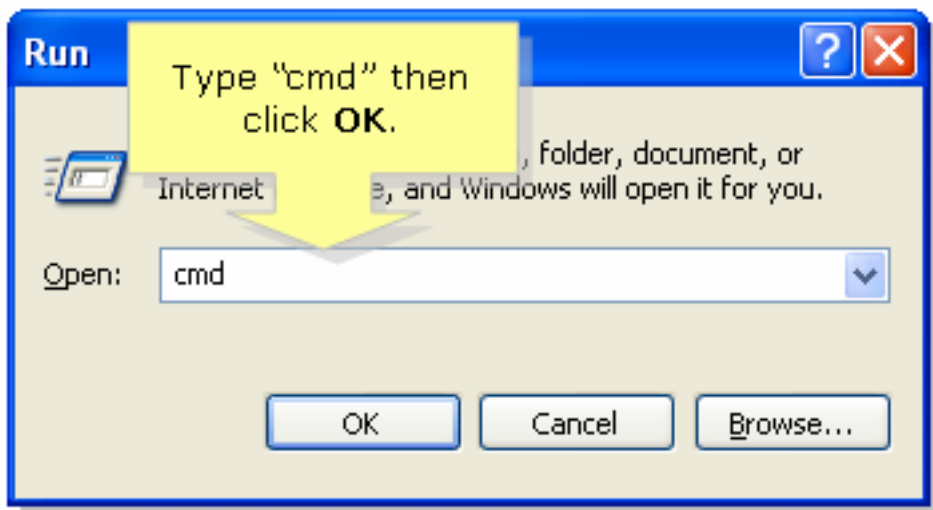 Run
Type “cmd” then
click OK.
, folder, document, or
Internet e, and Windows will open it for you.
Open: cmd
OK Cancel Browse...